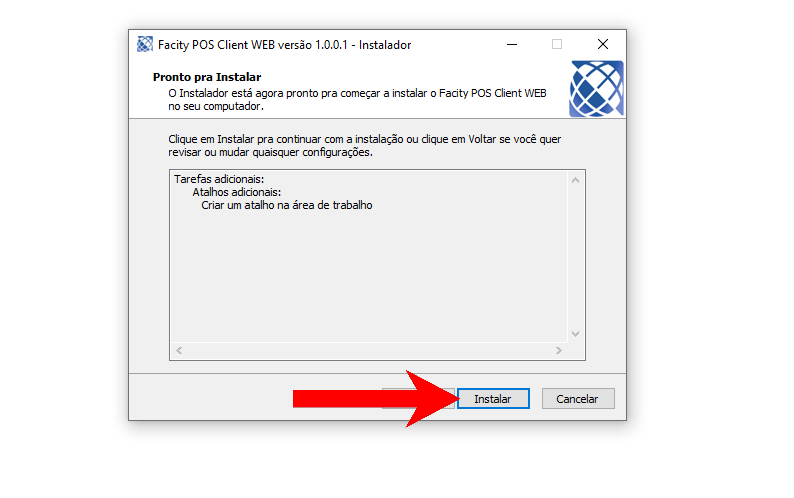 Facity POS Client WEB versão 1.0.0.1 - Instalador
Pronto pra Instalar
O Instalador está agora pronto pra começar a instalar o Facity POS Client WEB
no seu computador.
Clique em Instalar pra continuar com a instalação ou clique em Voltar se você quer
revisar ou mudar quaisquer configurações.
Tarefas adicionais:
Atalhos adicionais:
Criar um atalho na área de trabalho
Instalar
Cancelar